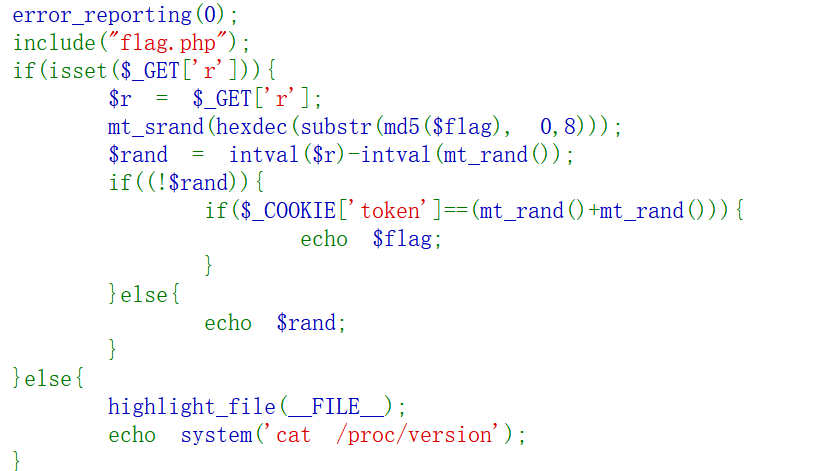 error_reporting(0);
include("flag.php");
if(isset($_GET['r'])){
        $r  =  $_GET['r'];
        mt_srand(hexdec(substr(md5($flag),  0,8)));
        $rand  =  intval($r)-intval(mt_rand());
        if((!$rand)){
                if($_COOKIE['token']==(mt_rand()+mt_rand())){
                        echo  $flag;
                }
        }else{
                echo  $rand;
        }
}else{
        highlight_file(__FILE__);
        echo  system('cat  /proc/version');
}